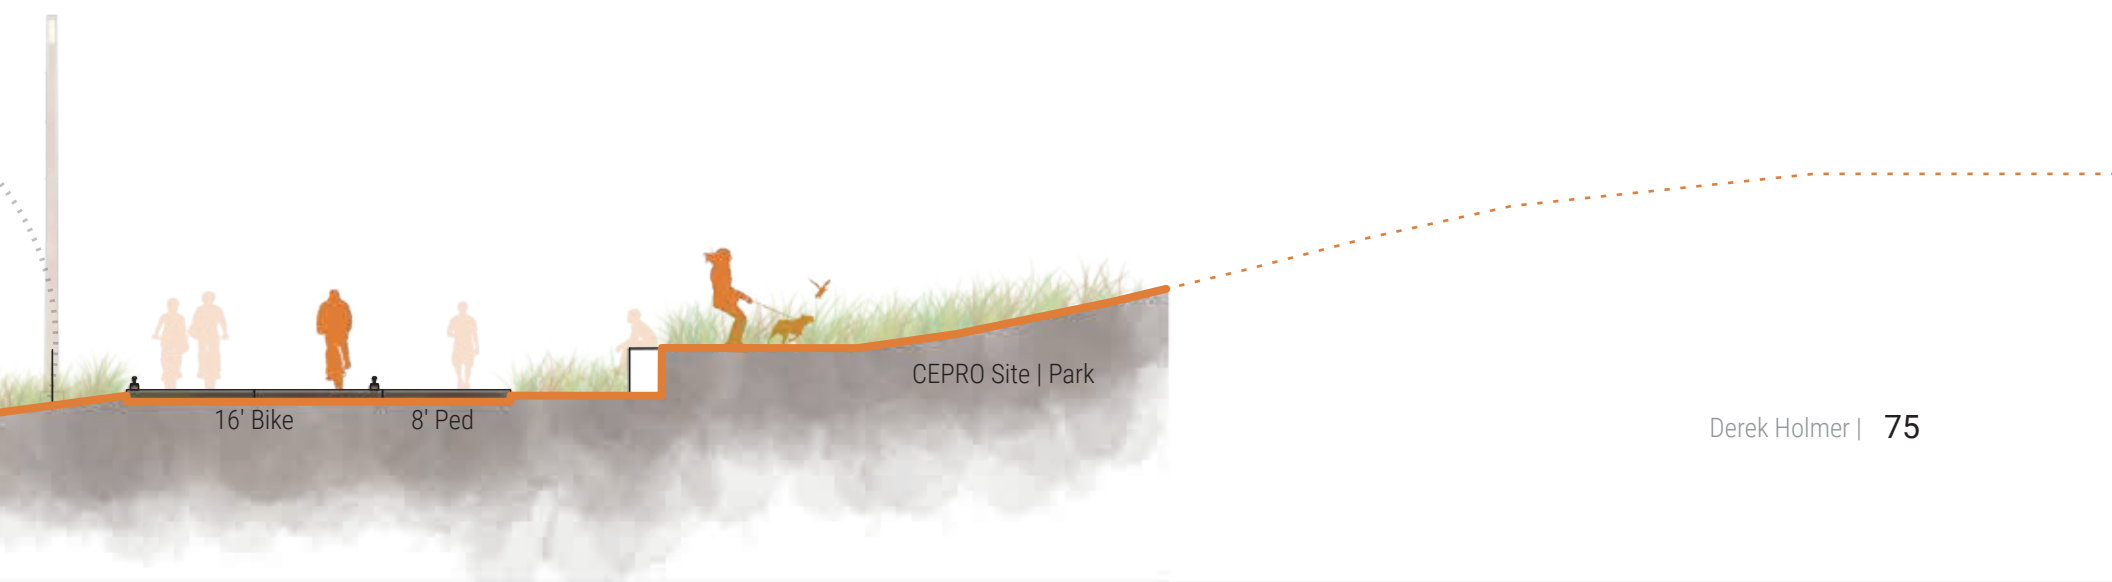 CEPRO Site | Park
16' Bike
8' Ped
Derek Holmer | 75